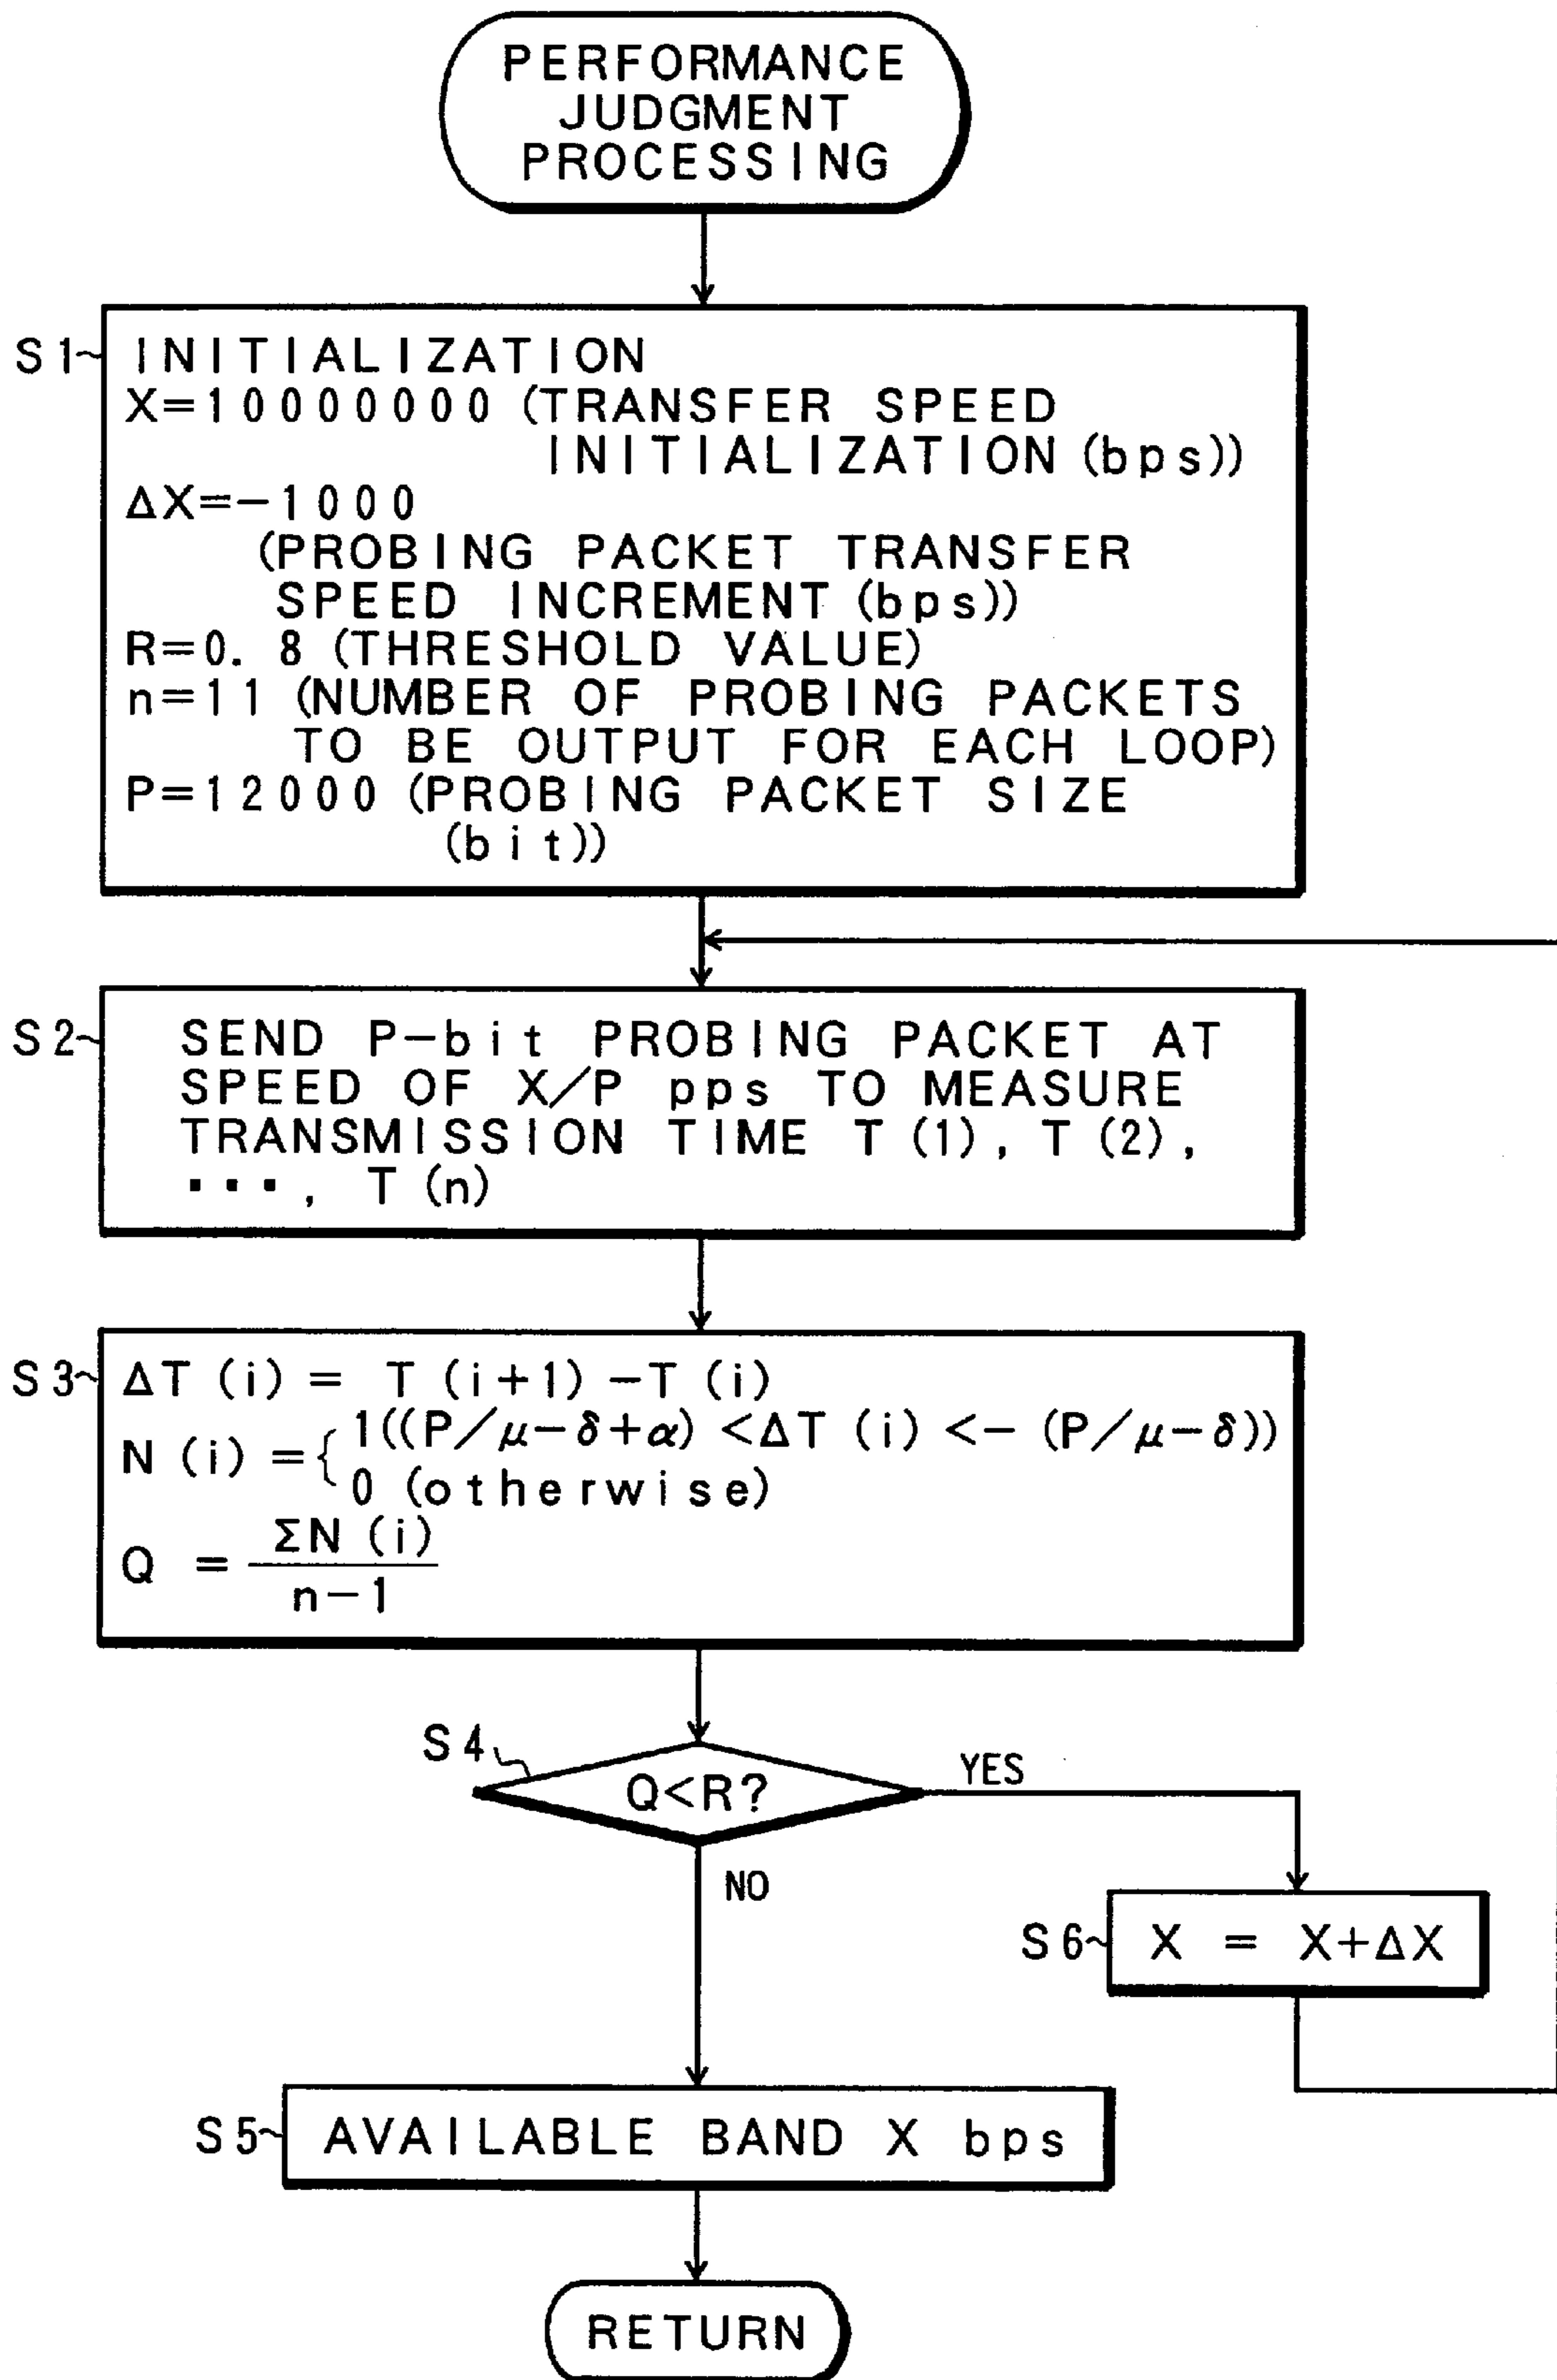 PERFORMANCE
JUDGMENT
PROCESSING
S1
INITIALIZATION
X=10000000 (TRANSFER SPEED
INITIALIZATION (bps))
ΔX=-1000
(PROBING PACKET TRANSFER
SPEED INCREMENT (bps))
R=0.8 (THRESHOLD VALUE)
n=11 (NUMBER OF PROBING PACKETS
TO BE OUTPUT FOR EACH LOOP)
P=12000 (PROBING PACKET SIZE
(bit))
S2
SEND P-bit PROBING PACKET AT
SPEED OF X/P pps TO MEASURE
TRANSMISSION TIME T (1), T (2),
・・・, T (n)
S3
ΔT (i) = T (i+1) -T (i)
N (i) ={ 1((P/μ-δ+α) <ΔT (i) <- (P/μ-δ))
0 (otherwise)
Q = ΣN (i)
n-1
S4
Q<R?
YES
NO
S6
X = X+ΔX
S5
AVAILABLE BAND X bps
RETURN